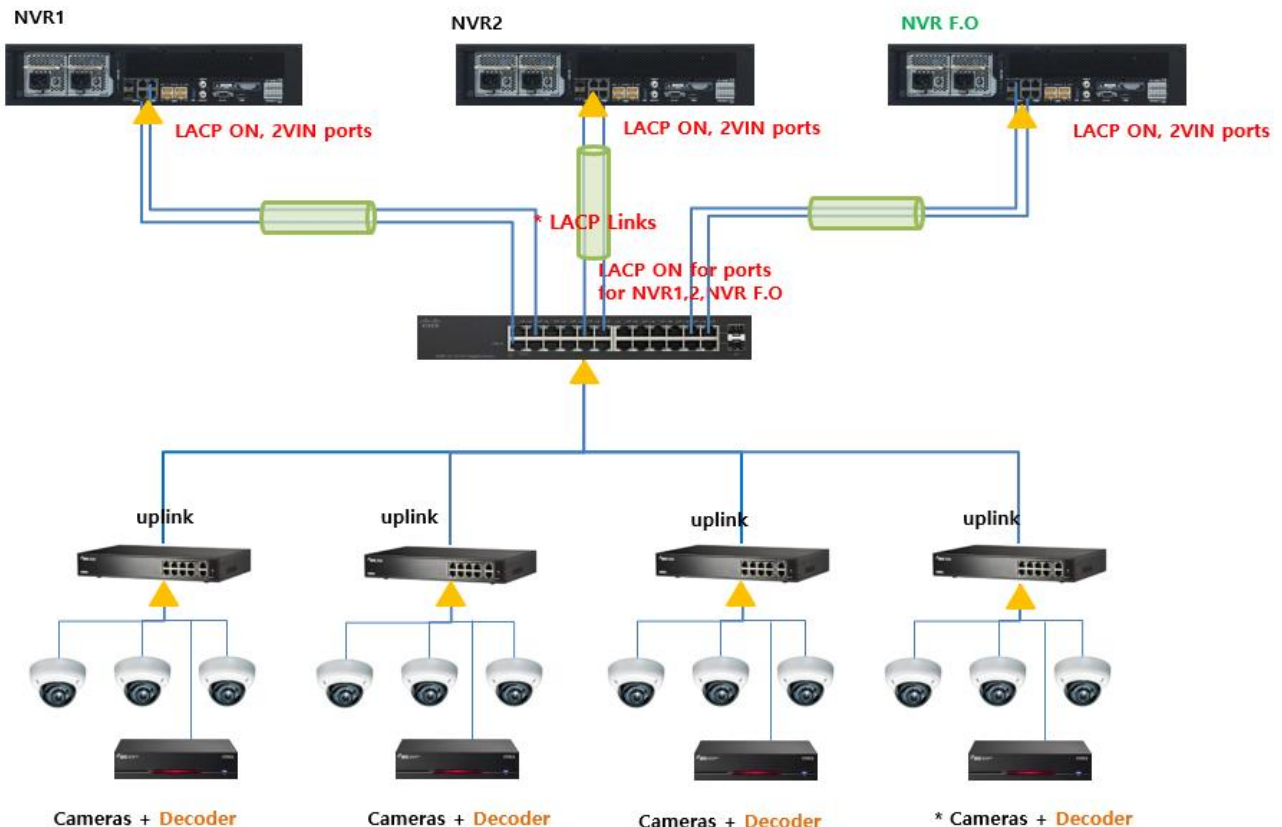 NVR1
NVR2
NVR F.O
LACP ON, 2VIN ports
LACP ON, 2VIN ports
LACP ON, 2VIN ports
* LACP Links
LACP ON for ports
for NVR1,2,NVR F.O
uplink
uplink
uplink
uplink
Cameras + Decoder
Cameras + Decoder
Cameras + Decoder
* Cameras + Decoder